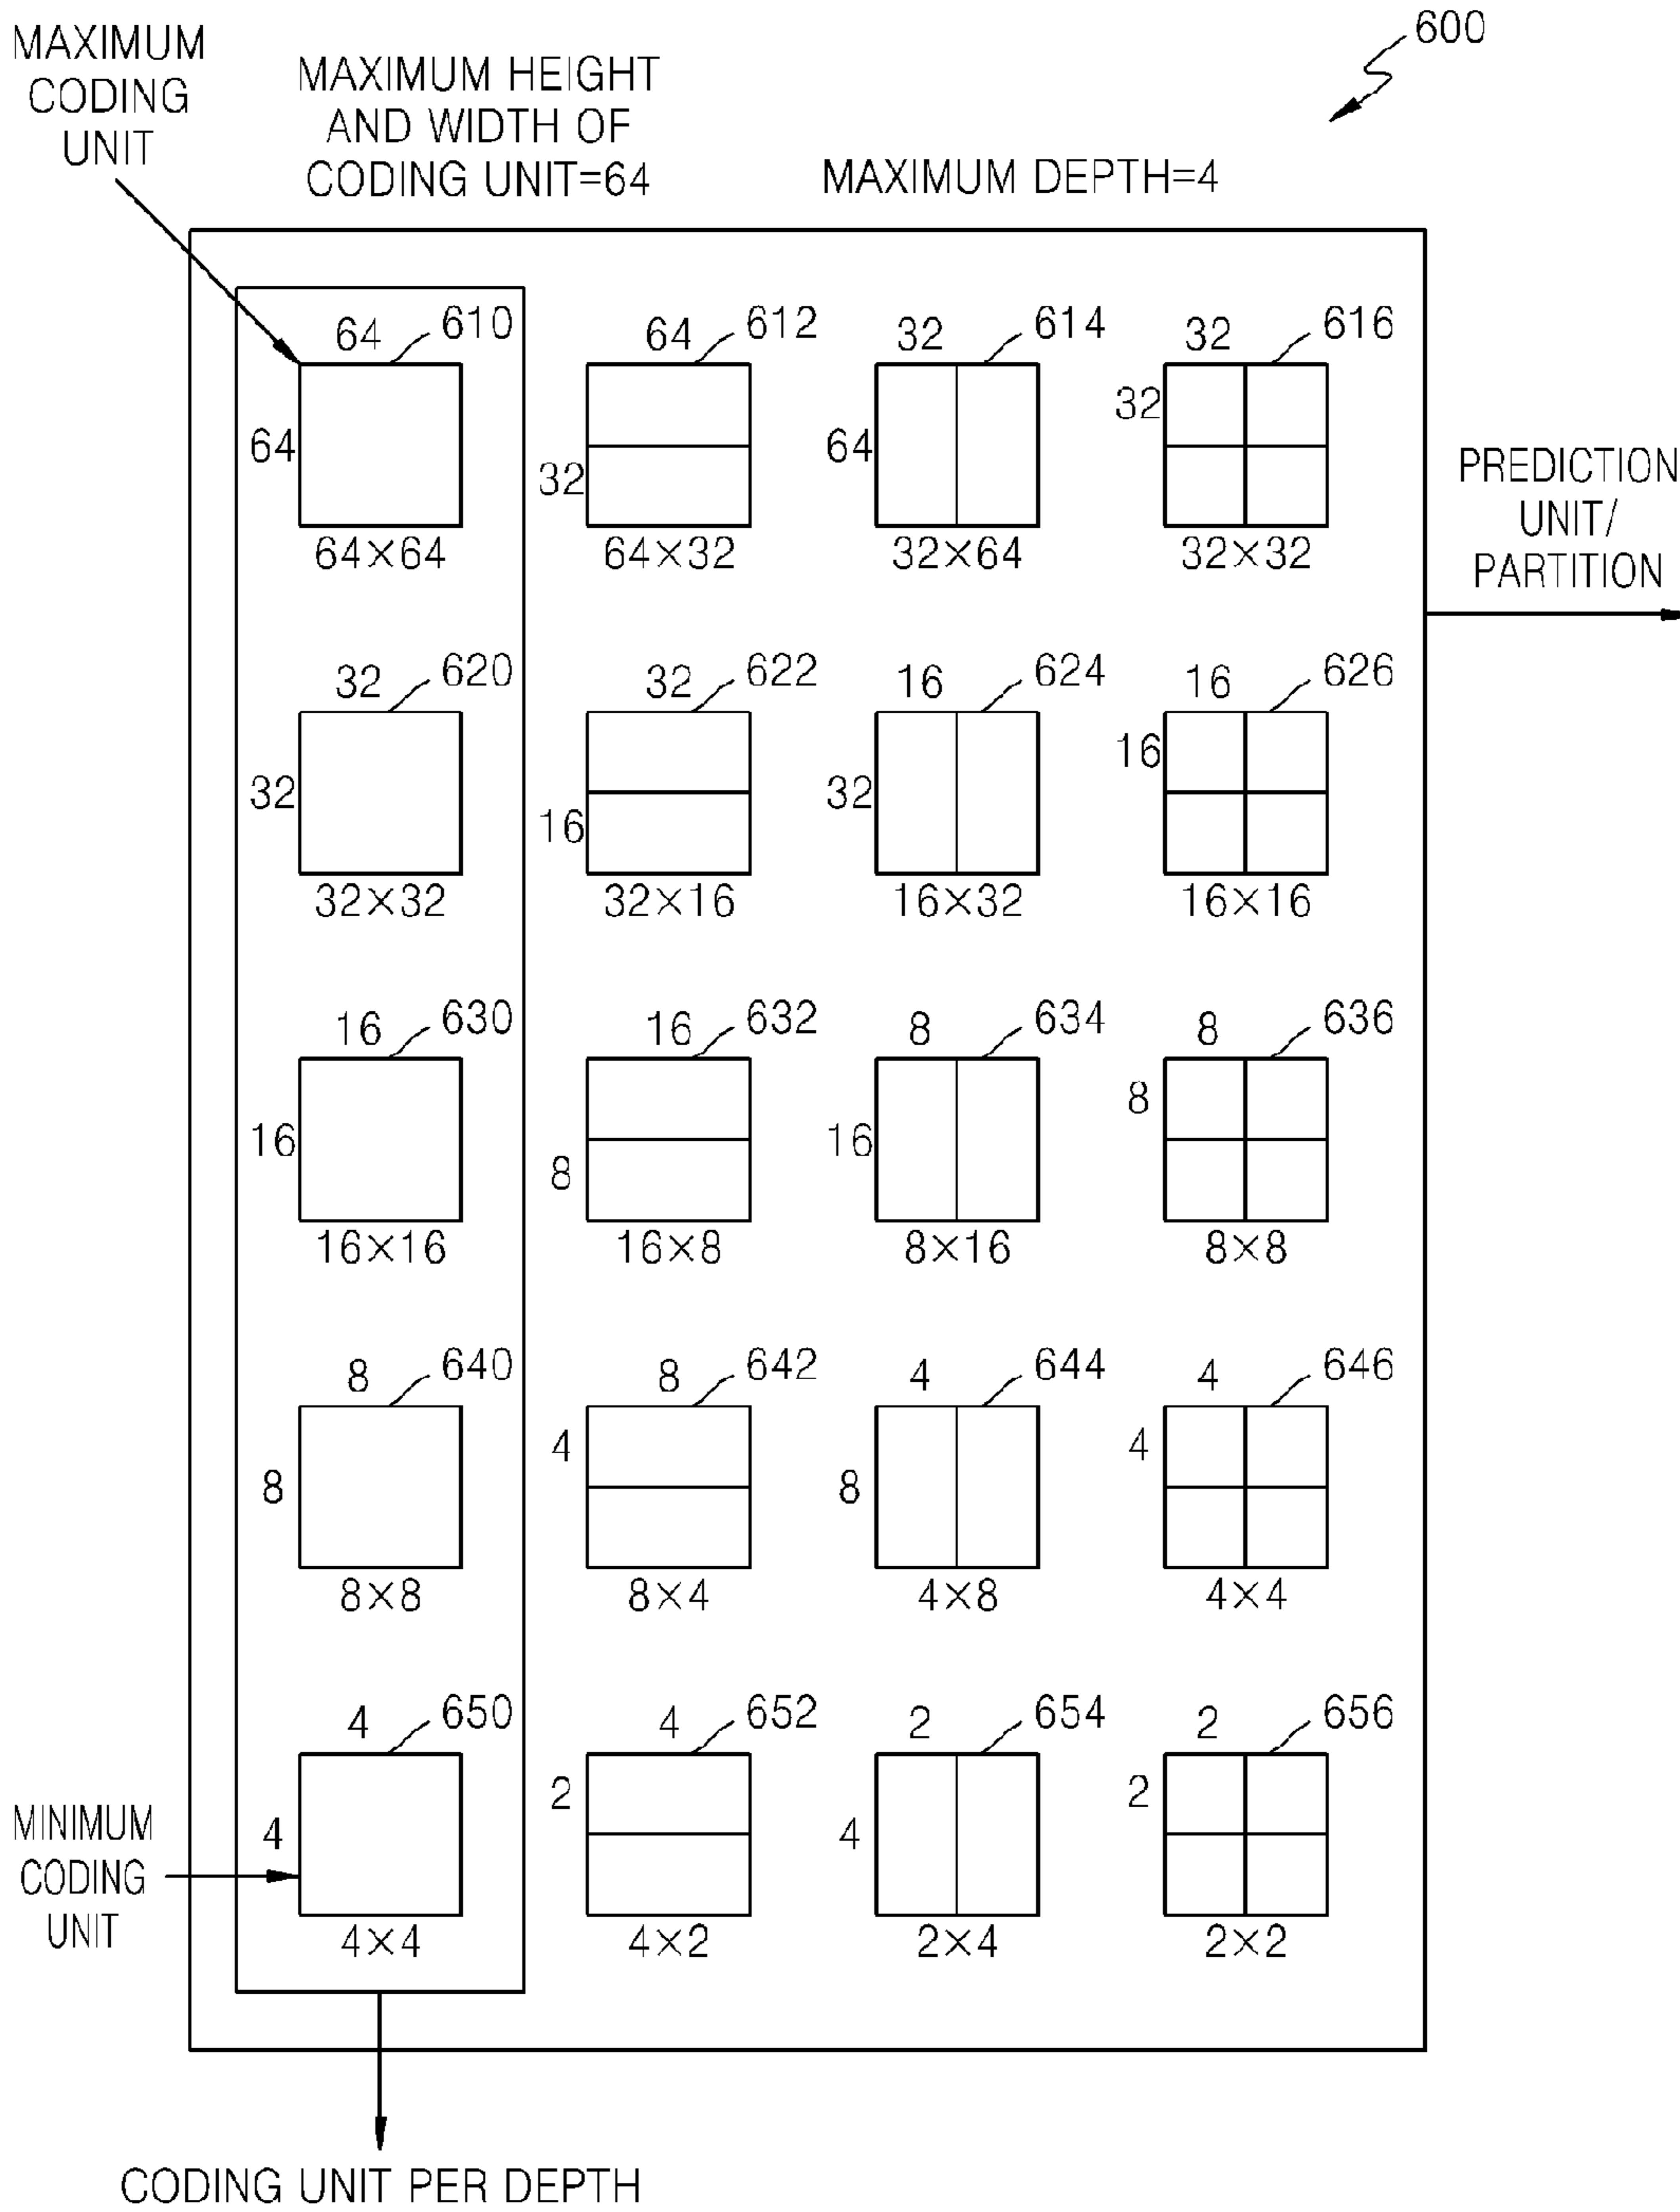 600
MAXIMUM
CODING
UNIT
MAXIMUM HEIGHT
AND WIDTH OF
CODING UNIT=64
MAXIMUM DEPTH=4
64 610 64 612 32 614 32 616
64 32 64 32
64×64 64×32 32×64 32×32
PREDICTION
UNIT/
PARTITION
32 620 32 622 16 624 16 626
32 16 32 16
32×32 32×16 16×32 16×16
16 630 16 632 8 634 8 636
16 8 16 8
16×16 16×8 8×16 8×8
8 640 8 642 4 644 4 646
8 4 8 4
8×8 8×4 4×8 4×4
4 650 4 652 2 654 2 656
4 2 4 2
4×4 4×2 2×4 2×2
MINIMUM
CODING
UNIT
CODING UNIT PER DEPTH